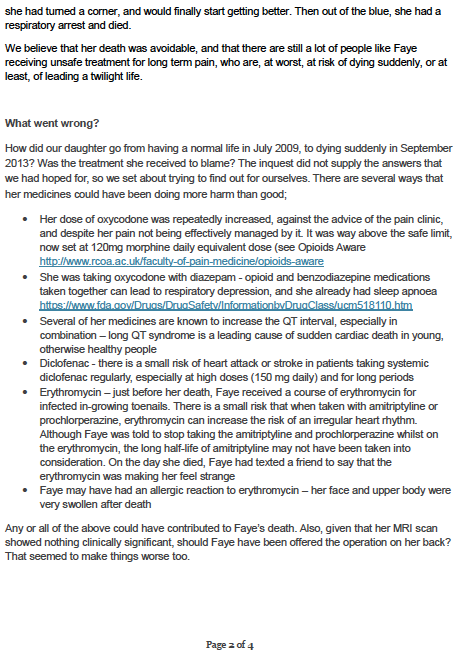 she had turned a corner, and would finally start getting better. Then out of the blue, she had a
respiratory arrest and died.
We believe that her death was avoidable, and that there are still a lot of people like Faye
receiving unsafe treatment for long term pain, who are, at worst, at risk of dying suddenly, or at
least, of leading a twilight life.
What went wrong?
How did our daughter go from having a normal life in July 2009, to dying suddenly in September
2013? Was the treatment she received to blame? The inquest did not supply the answers that
we had hoped for, so we set about trying to find out for ourselves. There are several ways that
her medicines could have been doing more harm than good;
• Her dose of oxycodone was repeatedly increased, against the advice of the pain clinic,
and despite her pain not being effectively managed by it. It was way above the safe limit,
now set at 120mg morphine daily equivalent dose (see Opioids Aware
http://www.rcoa.ac.uk/faculty-of-pain-medicine/opioids-aware
• She was taking oxycodone with diazepam - opioid and benzodiazepine medications
taken together can lead to respiratory depression, and she already had sleep apnoea
https://www.fda.gov/Drugs/DrugSafety/InformationbyDrugClass/ucm518110.htm
• Several of her medicines are known to increase the QT interval, especially in
combination – long QT syndrome is a leading cause of sudden cardiac death in young,
otherwise healthy people
• Diclofenac - there is a small risk of heart attack or stroke in patients taking systemic
diclofenac regularly, especially at high doses (150 mg daily) and for long periods
• Erythromycin – just before her death, Faye received a course of erythromycin for
infected in-growing toenails. There is a small risk that when taken with amitriptyline or
prochlorperazine, erythromycin can increase the risk of an irregular heart rhythm.
Although Faye was told to stop taking the amitriptyline and prochlorperazine whilst on
the erythromycin, the long half-life of amitriptyline may not have been taken into
consideration. On the day she died, Faye had texted a friend to say that the
erythromycin was making her feel strange
• Faye may have had an allergic reaction to erythromycin – her face and upper body were
very swollen after death
Any or all of the above could have contributed to Faye's death. Also, given that her MRI scan
showed nothing clinically significant, should Faye have been offered the operation on her back?
That seemed to make things worse too.
Page 2 of 4